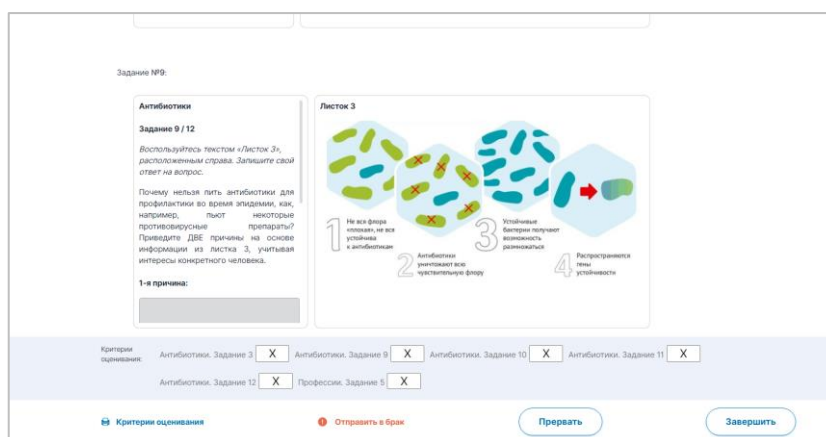 Задание №9:
Антибиотики
Задание 9 / 12
Воспользуйтесь текстом «Листок 3»,
расположенным справа. Запишите свой
ответ на вопрос.
Почему нельзя пить антибиотики для
профилактики во время эпидемии, как,
например, пьют некоторые
противовирусные препараты?
Приведите ДВЕ причины на основе
информации из листка 3, учитывая
интересы конкретного человека.
1-я причина:
Листок 3
1 Не вся флора
«плохая», не вся
устойчива
к антибиотикам
2 Антибиотики
уничтожают всю
чувствительную флору
3 Устойчивые
бактерии получают
возможность
размножаться
4 Распространяются
гены
устойчивости
Критерии
оценивания:
Антибиотики. Задание 3 X Антибиотики. Задание 9 X Антибиотики. Задание 10 X Антибиотики. Задание 11 X
Антибиотики. Задание 12 X Профессии. Задание 5 X
Критерии оценивания Отправить в брак Прервать Завершить